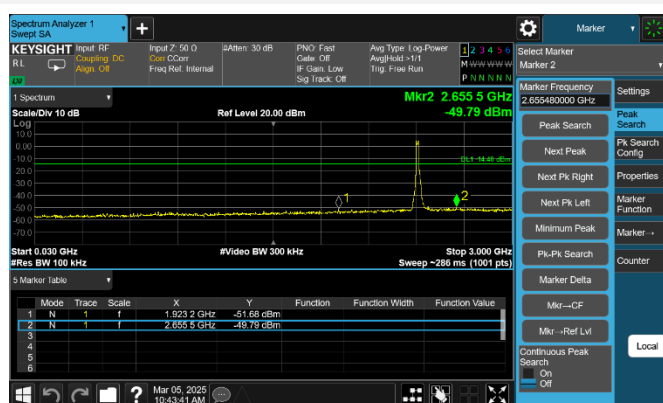 Spectrum Analyzer 1
Swept SA
Marker
KEYSIGHT Input: RF Input Z: 50 Ω #Atten: 30 dB PNO: Fast Avg Type: Log-Power 1 2 3 4 5 6
RL Coupling: DC Corr CCorr Gate: Off Avg|Hold >1/1 M W W W W W
Align: Off Freq Ref: Internal IF Gain: Low Trig: Free Run
Sig Track: Off P N N N N N
Select Marker
Marker 2
1 Spectrum
Mkr2 2.655 5 GHz
Scale/Div 10 dB Ref Level 20.00 dBm -49.79 dBm
Log
10.0
0.00
-10.0
DL1 -14.48 dBm
-20.0
-30.0
-40.0
-50.0
-60.0
-70.0
1
2
Start 0.030 GHz #Video BW 300 kHz Stop 3.000 GHz
#Res BW 100 kHz Sweep ~286 ms (1001 pts)
5 Marker Table
Mode Trace Scale X Y Function Function Width Function Value
1 N 1 f 1.923 2 GHz -51.68 dBm
2 N 1 f 2.655 5 GHz -49.79 dBm
3
4
5
6
Marker Frequency
2.655480000 GHz
Peak Search
Next Peak
Next Pk Right
Next Pk Left
Minimum Peak
Pk-Pk Search
Marker Delta
Mkr→CF
Mkr→Ref Lvl
Continuous Peak
Search
On
Off
Settings
Peak
Search
Pk Search
Config
Properties
Marker
Function
Marker→
Counter
Local
?
Mar 05, 2025
10:43:41 AM